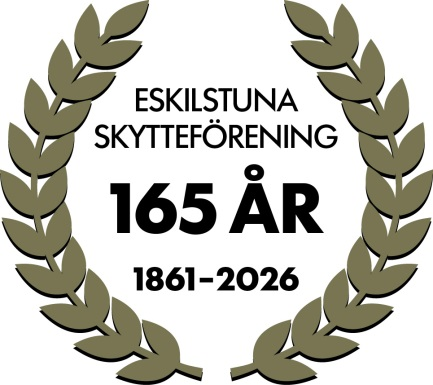 ESKILSTUNA
SKYTTEFÖRENING
165 ÅR
1861–2026